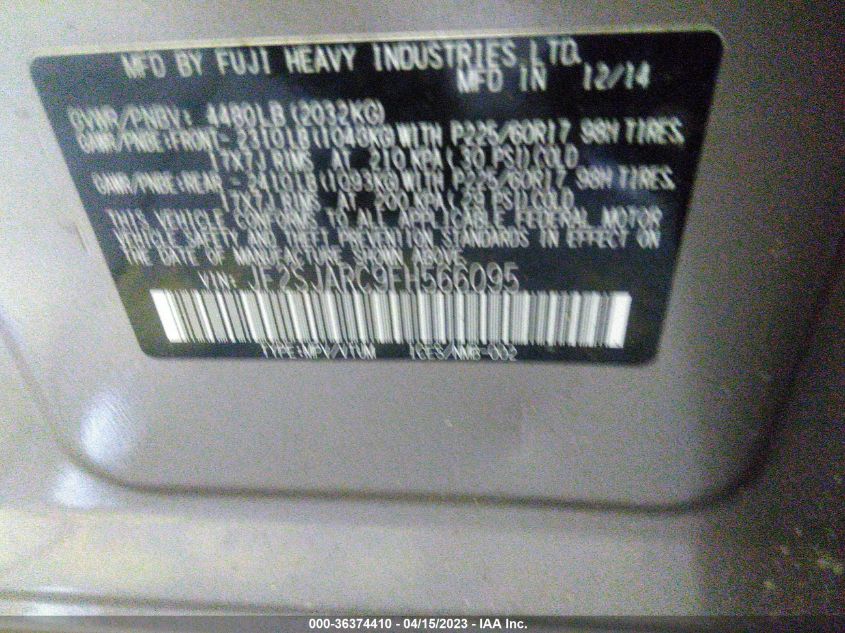 MFD BY FUJI HEAVY INDUSTRIES LTD.
MFD IN 12/14
GVWR/PNBV: 4480LB(2032KG)
GAWR/PNBE:FRONT- 2310LB(1048KG)WITH P225/60R17 98H TIRES,
17X7J RIMS AT 210 KPA( 30 PSI)COLD
GAWR/PNBE:REAR - 2410LB(1093KG)WITH P225/60R17 98H TIRES,
17X7J RIMS AT 200 KPA( 29 PSI)COLD
THIS VEHICLE CONFORMS TO ALL APPLICABLE FEDERAL MOTOR
VEHICLE SAFETY AND THEFT PREVENTION STANDARDS IN EFFECT ON
THE DATE OF MANUFACTURE SHOWN ABOVE.
VIN: JF2SJARC9FH566095
TYPE:MPV/VTUM ICES/NMB-002
000-36374410 - 04/15/2023 - IAA Inc.